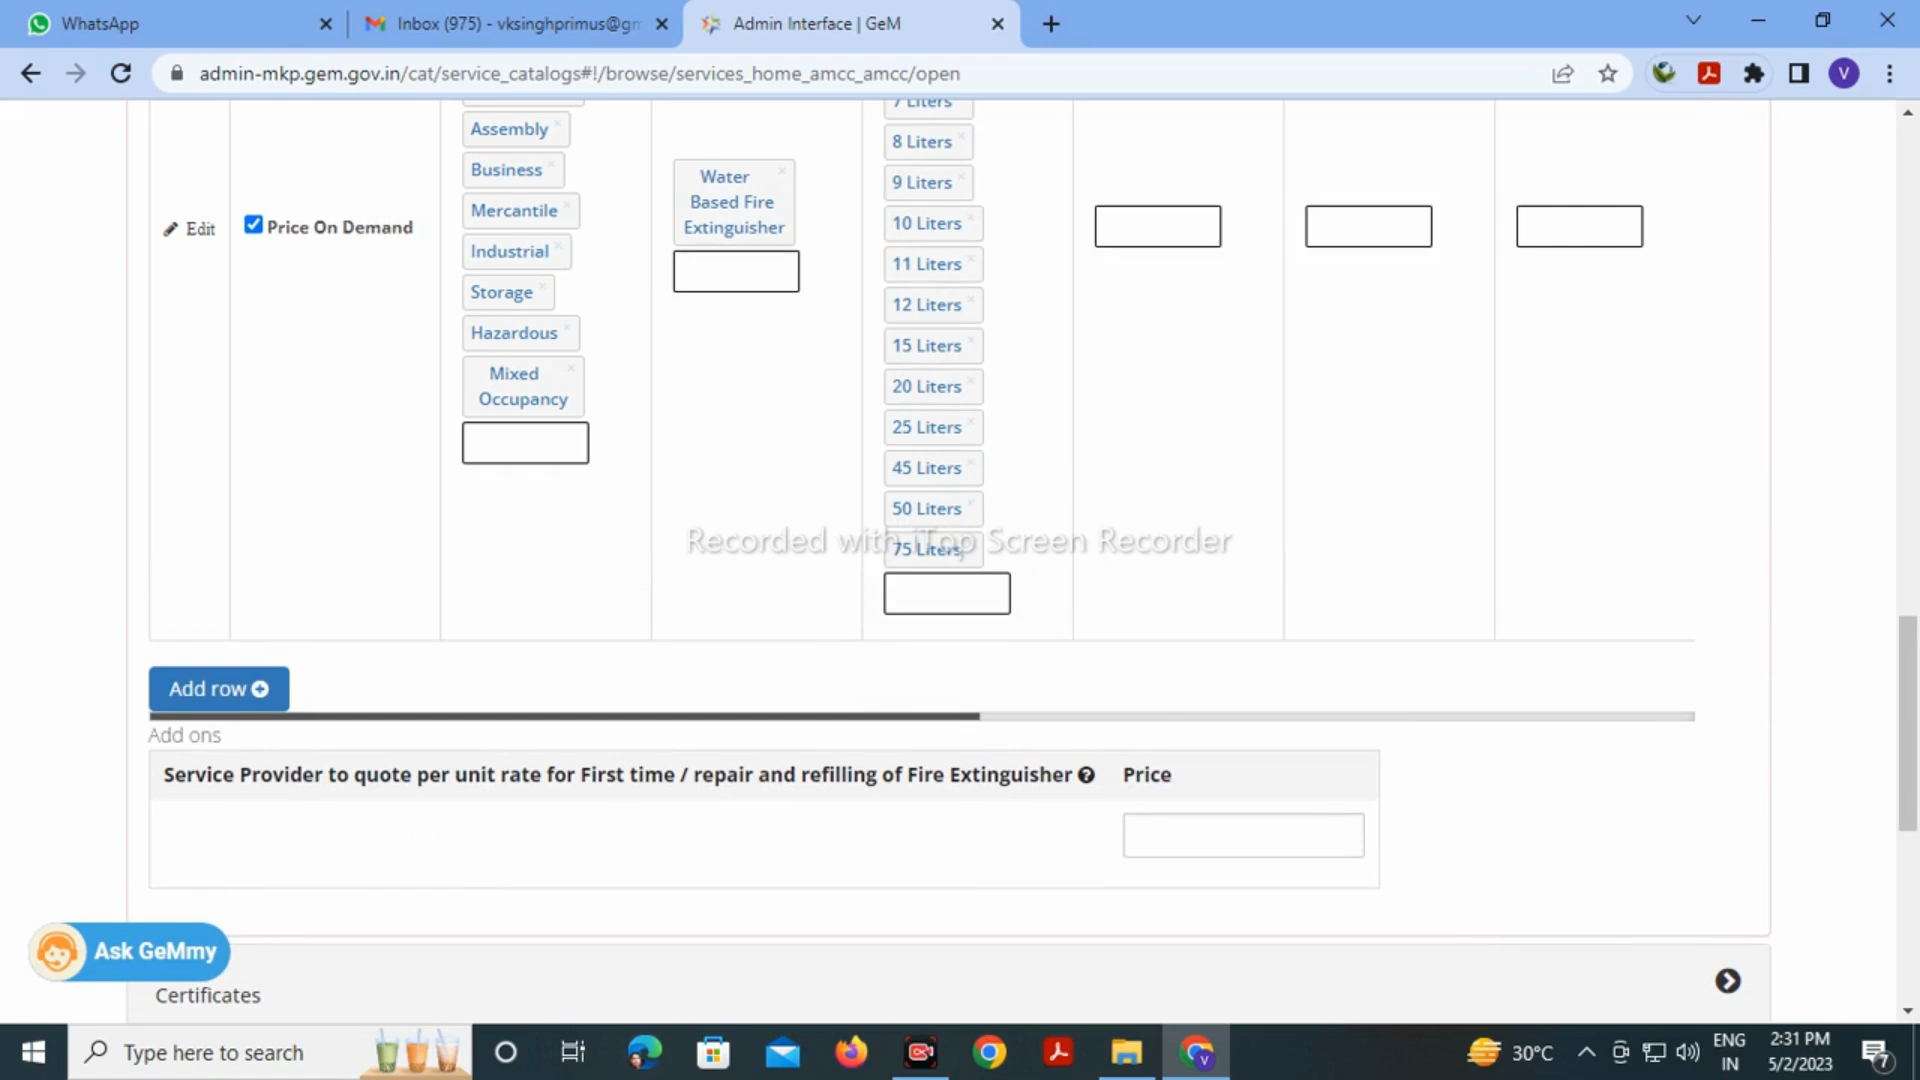 WhatsApp
Inbox (975) - vksinghprimus@gm
Admin Interface | GeM
admin-mkp.gem.gov.in/cat/service_catalogs#!/browse/services_home_amcc_amcc/open
V
Edit
Price On Demand
Assembly
Business
Mercantile
Industrial
Storage
Hazardous
Mixed
Occupancy
Water
Based Fire
Extinguisher
7 Liters
8 Liters
9 Liters
10 Liters
11 Liters
12 Liters
15 Liters
20 Liters
25 Liters
45 Liters
50 Liters
75 Liters
Recorded with iTop Screen Recorder
Add row
Add ons
Service Provider to quote per unit rate for First time / repair and refilling of Fire Extinguisher
Price
Ask GeMmy
Certificates
Type here to search
30°C
ENG
IN
2:31 PM
5/2/2023
7